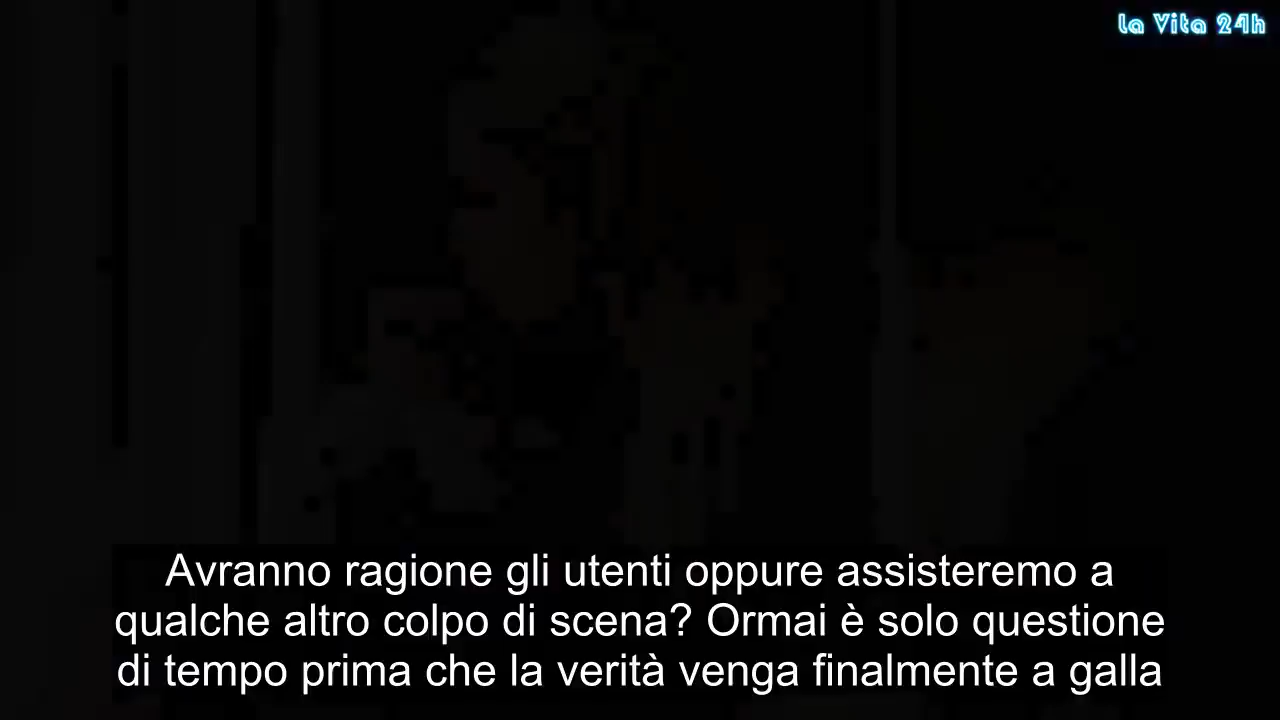 La Vita 24h
Avranno ragione gli utenti oppure assisteremo a
qualche altro colpo di scena? Ormai è solo questione
di tempo prima che la verità venga finalmente a galla